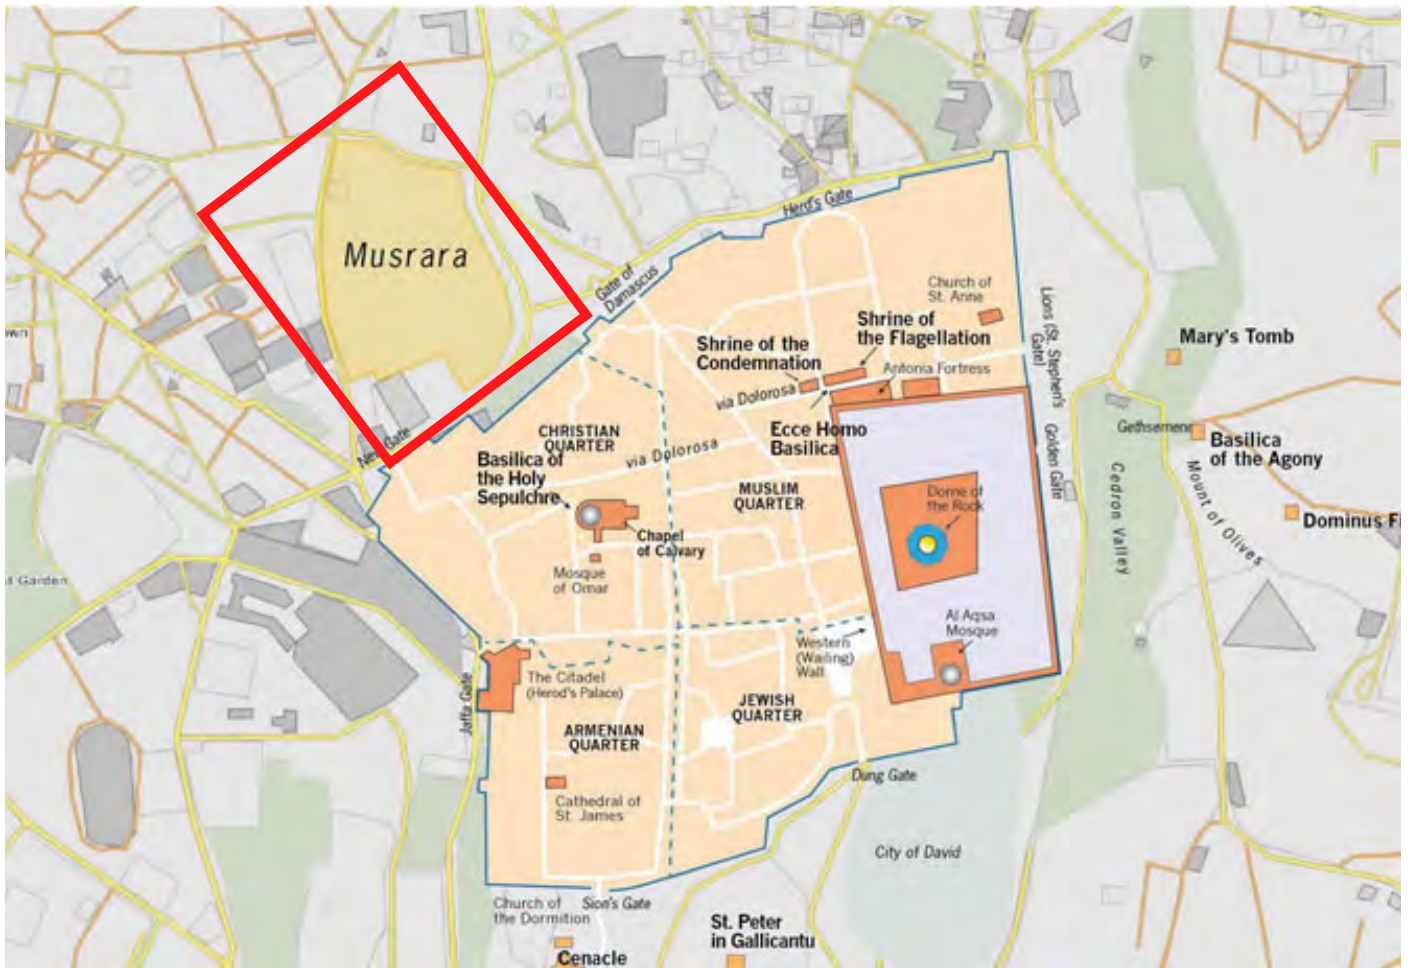 Musrara
Herd's Gate
Gate of
Damascus
Church of
St. Anne
Lions (St. Stephen's
Gate)
Shrine of
the Flagellation
Shrine of the
Condemnation
Antonia Fortress
via Dolorosa
Mary's Tomb
New Gate
CHRISTIAN
QUARTER
via Dolorosa
Ecce Homo
Basilica
Golden Gate
Gethsemene
Basilica
of the Agony
Basilica of
the Holy
Sepulchre
MUSLIM
QUARTER
Dome of
the Rock
Cedron Valley
Mount of Olives
Dominus Fl
Chapel
of Calvary
Mosque
of Omar
Garden
Al Aqsa
Mosque
Western
(Wailing)
Wall
The Citadel
(Herod's Palace)
Jaffa Gate
JEWISH
QUARTER
ARMENIAN
QUARTER
Dung Gate
Cathedral of
St. James
City of David
Church of
the Dormition
Sion's Gate
St. Peter
in Gallicantu
Cenacle